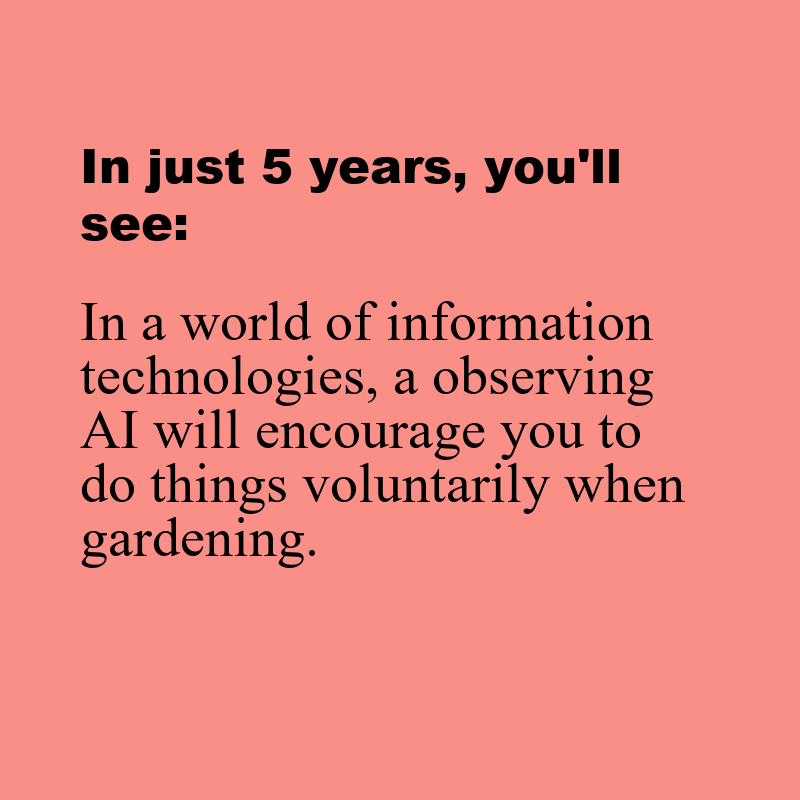 In just 5 years, you'll
see:
In a world of information
technologies, a observing
AI will encourage you to
do things voluntarily when
gardening.